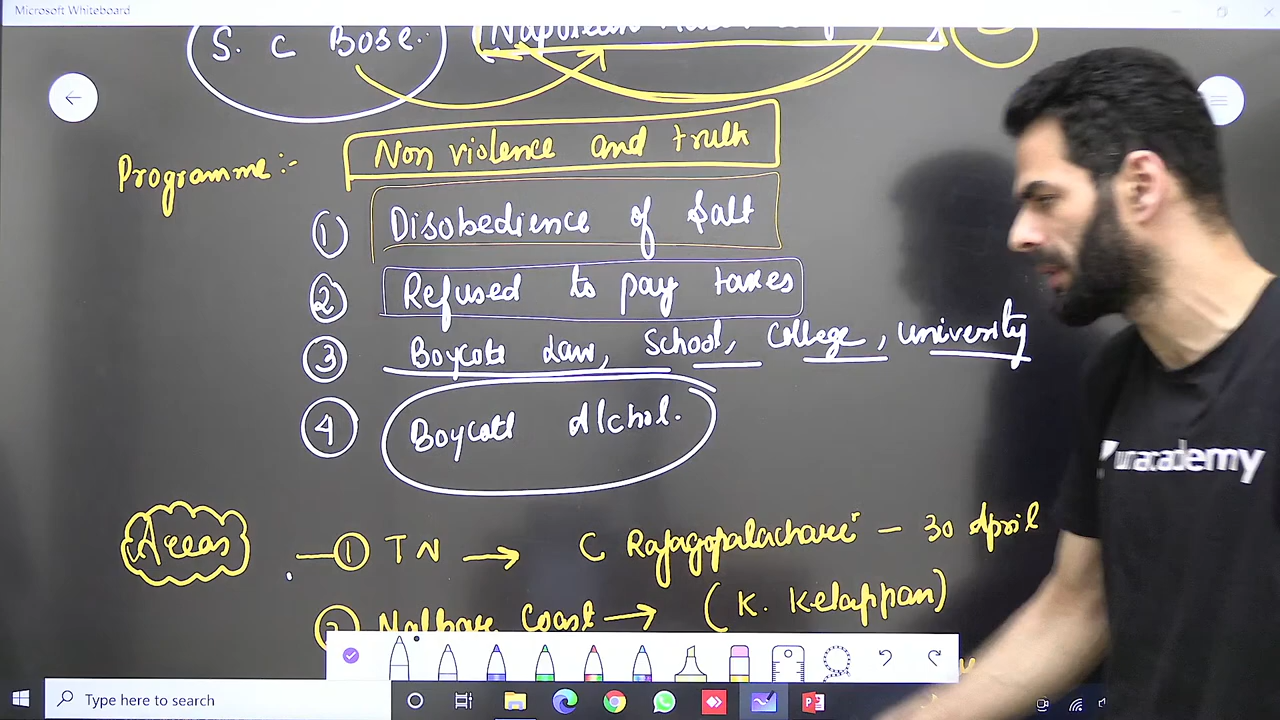 Microsoft Whiteboard
S. C Bose.
Programme:-
Non violence and truth
① Disobedience of Salt
② Refused to pay taxes
③ Boycott Law, School, College, University
④ Boycott Alchol.
Areas
① TN → C Rajagopalachari - 30 April
Coast → (K. Kelappan)
unacademy
Type here to search